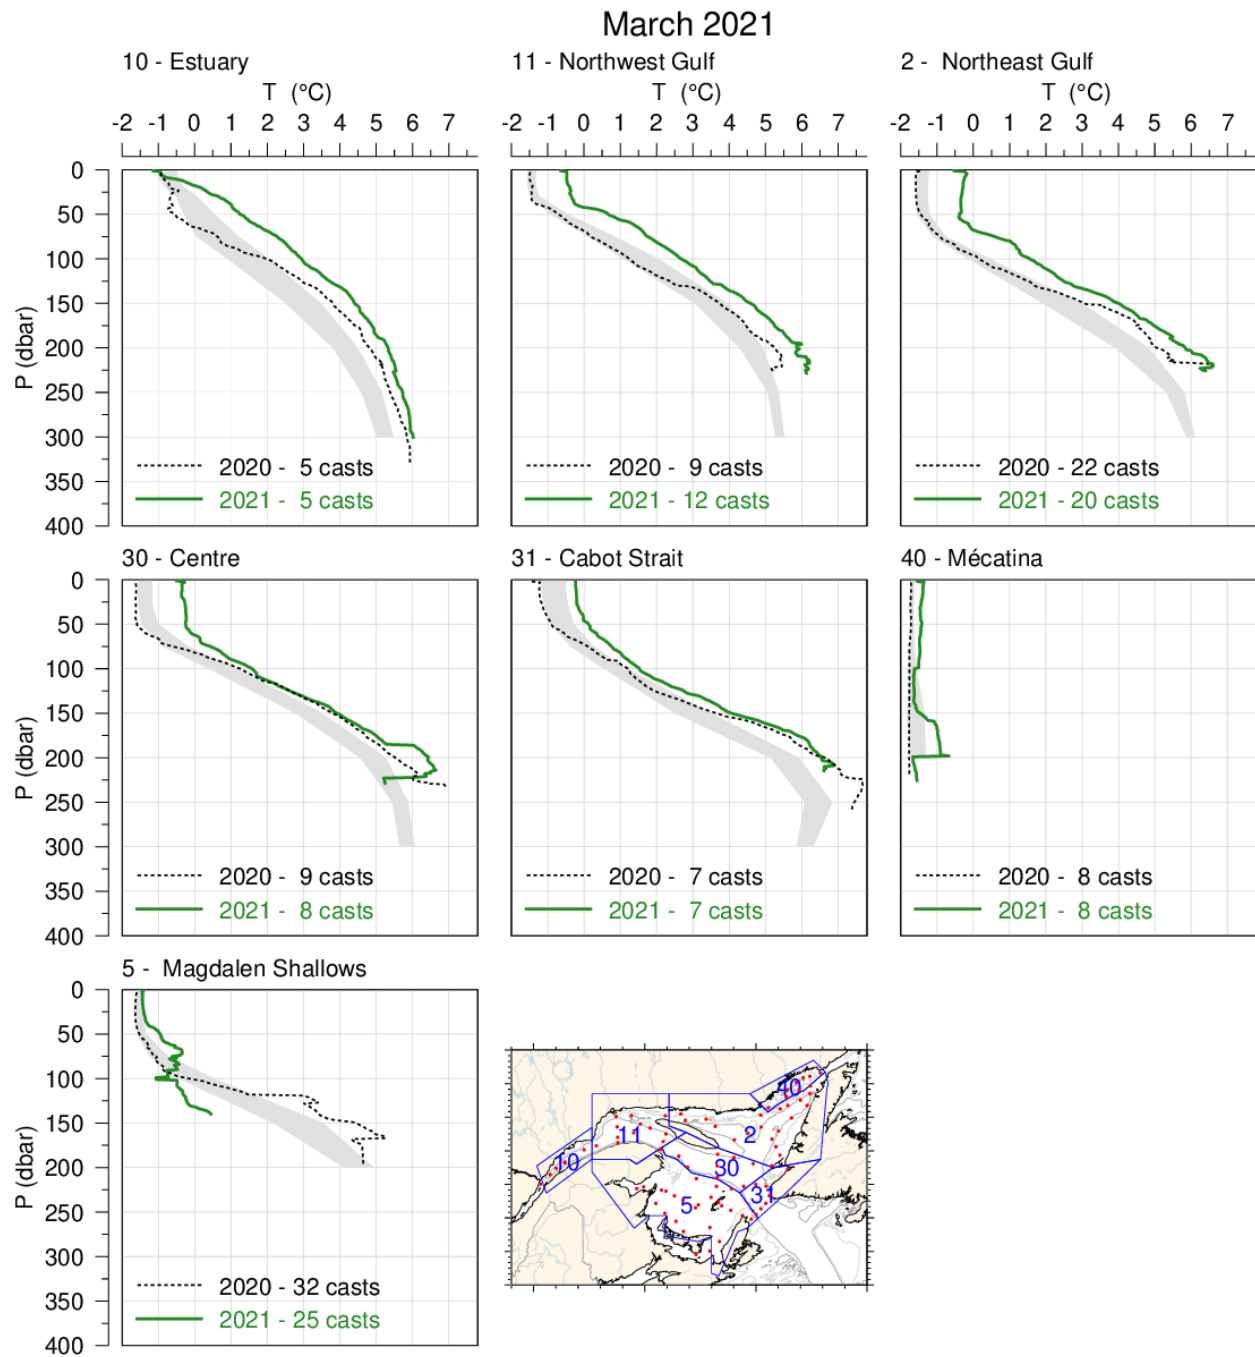 March 2021
10 - Estuary
11 - Northwest Gulf
2 - Northeast Gulf
T (°C)
T (°C)
T (°C)
-2 -1 0 1 2 3 4 5 6 7
-2 -1 0 1 2 3 4 5 6 7
-2 -1 0 1 2 3 4 5 6 7
P (dbar)
0
50
100
150
200
250
300
350
400
2020 - 5 casts
2021 - 5 casts
2020 - 9 casts
2021 - 12 casts
2020 - 22 casts
2021 - 20 casts
30 - Centre
31 - Cabot Strait
40 - Mécatina
P (dbar)
0
50
100
150
200
250
300
350
400
2020 - 9 casts
2021 - 8 casts
2020 - 7 casts
2021 - 7 casts
2020 - 8 casts
2021 - 8 casts
5 - Magdalen Shallows
P (dbar)
0
50
100
150
200
250
300
350
400
2020 - 32 casts
2021 - 25 casts
40
11
2
10
30
31
5